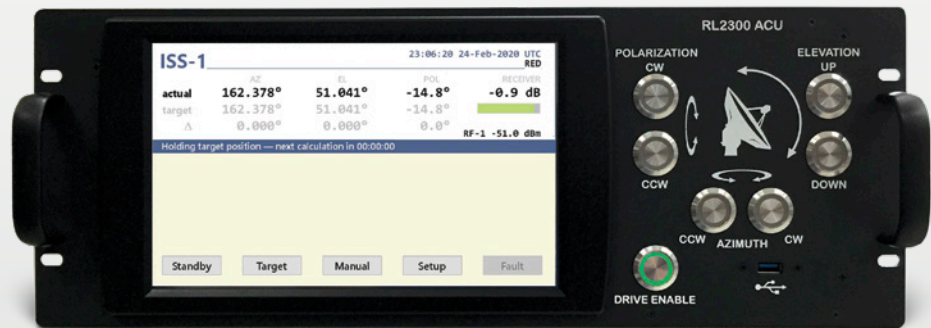 RL2300 ACU
ISS-1
23:06:20 24-Feb-2020 UTC
RED
AZ EL POL RECEIVER
actual 162.378° 51.041° -14.8° -0.9 dB
target 162.378° 51.041° -14.8°
Δ 0.000° 0.000° 0.0°
RF-1 -51.0 dBm
Holding target position — next calculation in 00:00:00
Standby Target Manual Setup Fault
POLARIZATION
CW
CCW
ELEVATION
UP
DOWN
CCW AZIMUTH CW
DRIVE ENABLE